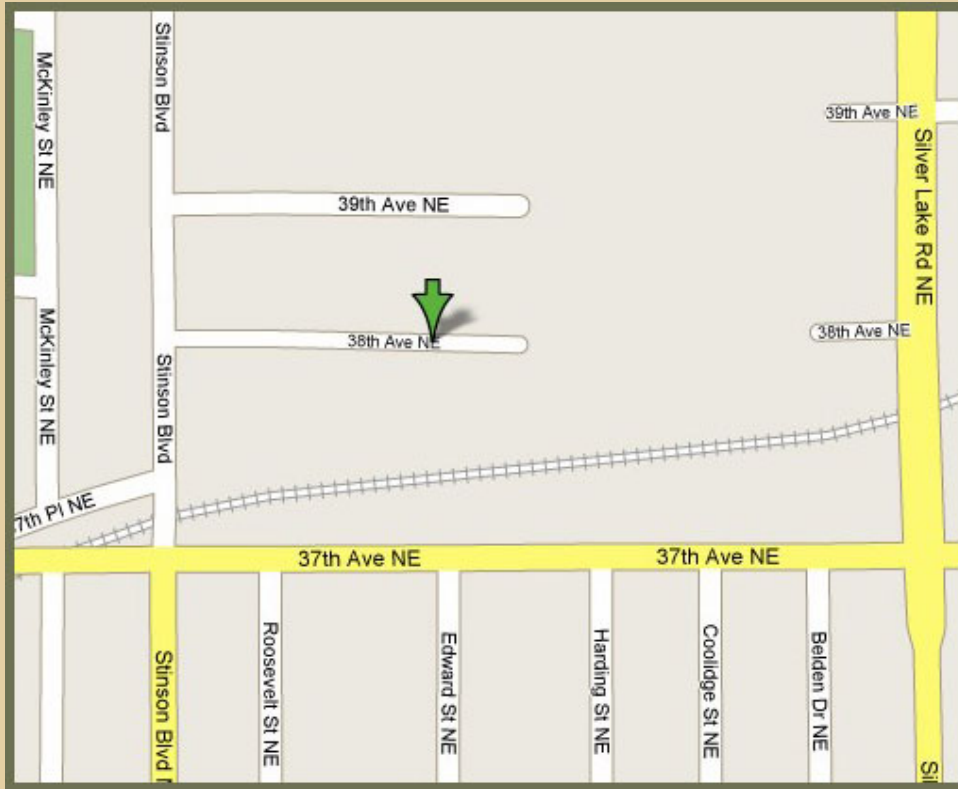 McKinley St NE
Stinson Blvd
39th Ave NE
Silver Lake Rd NE
39th Ave NE
38th Ave NE
38th Ave NE
McKinley St NE
Stinson Blvd
7th Pl NE
37th Ave NE
37th Ave NE
Stinson Blvd N
Roosevelt St NE
Edward St NE
Harding St NE
Coolidge St NE
Belden Dr NE
Sil